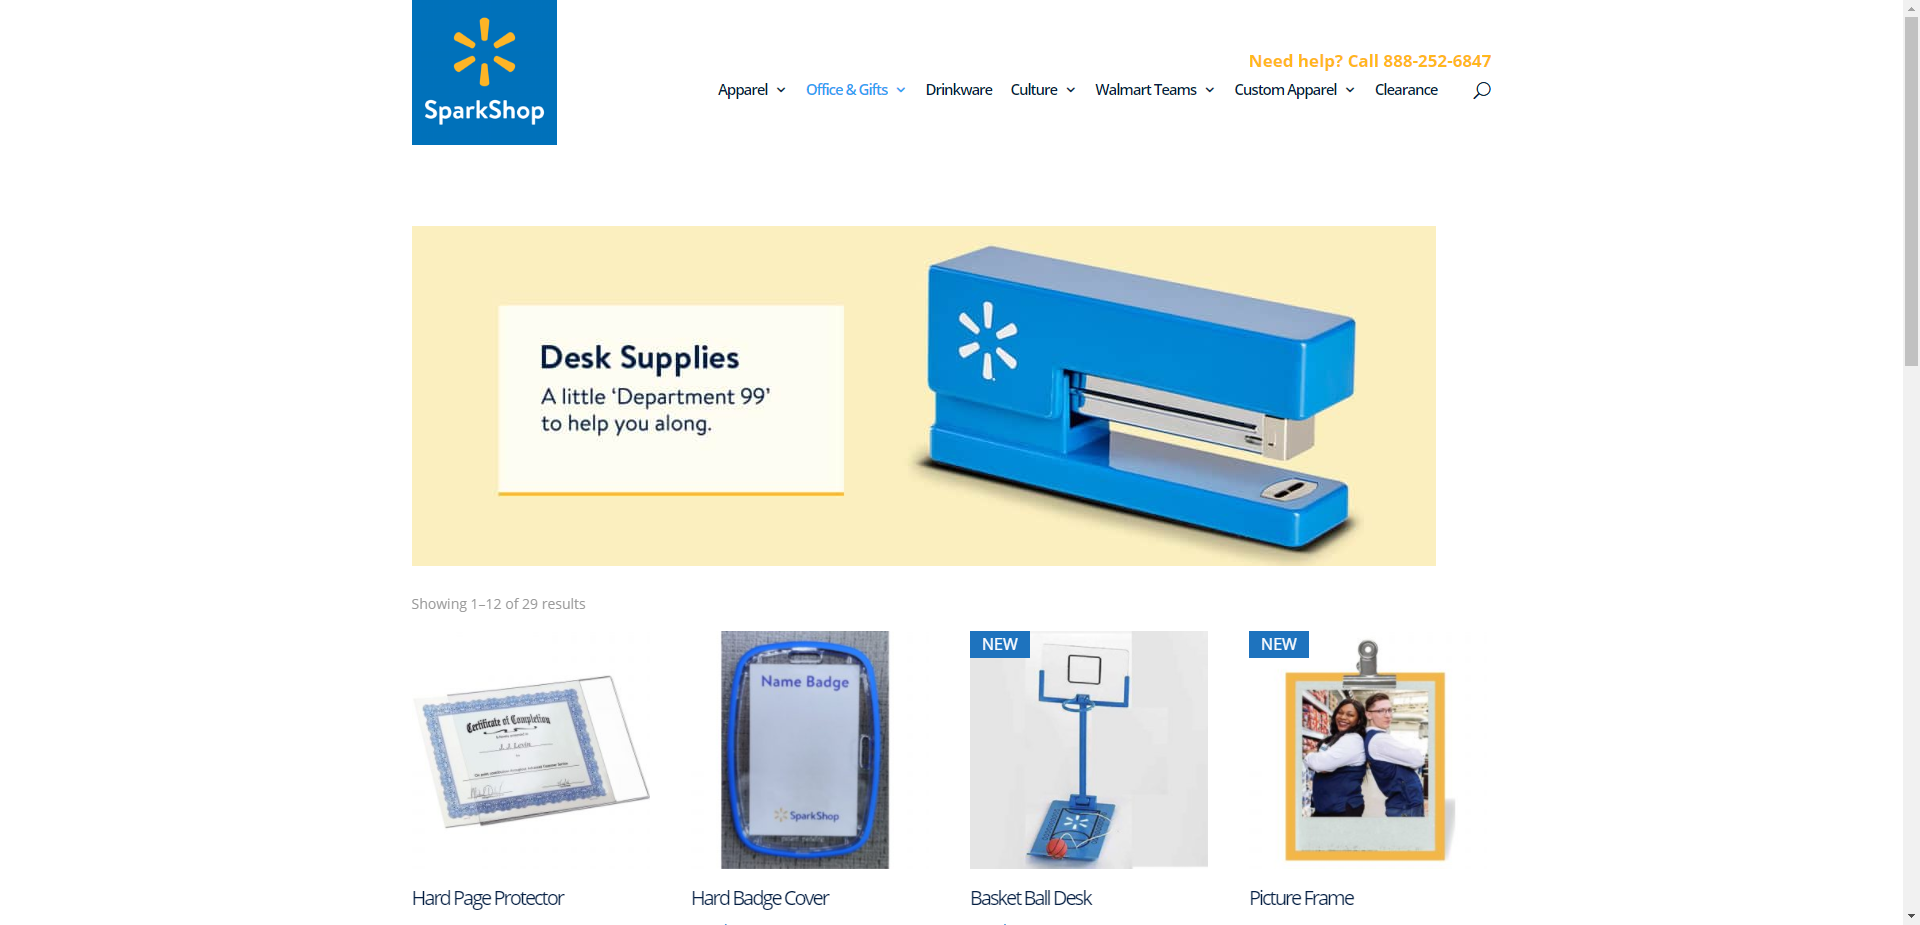 SparkShop
Need help? Call 888-252-6847
Apparel Office & Gifts Drinkware Culture Walmart Teams Custom Apparel Clearance
Desk Supplies
A little ‘Department 99’
to help you along.
Showing 1–12 of 29 results
Certificate of Completion
Name Badge
SparkShop
NEW
NEW
Hard Page Protector
Hard Badge Cover
Basket Ball Desk
Picture Frame